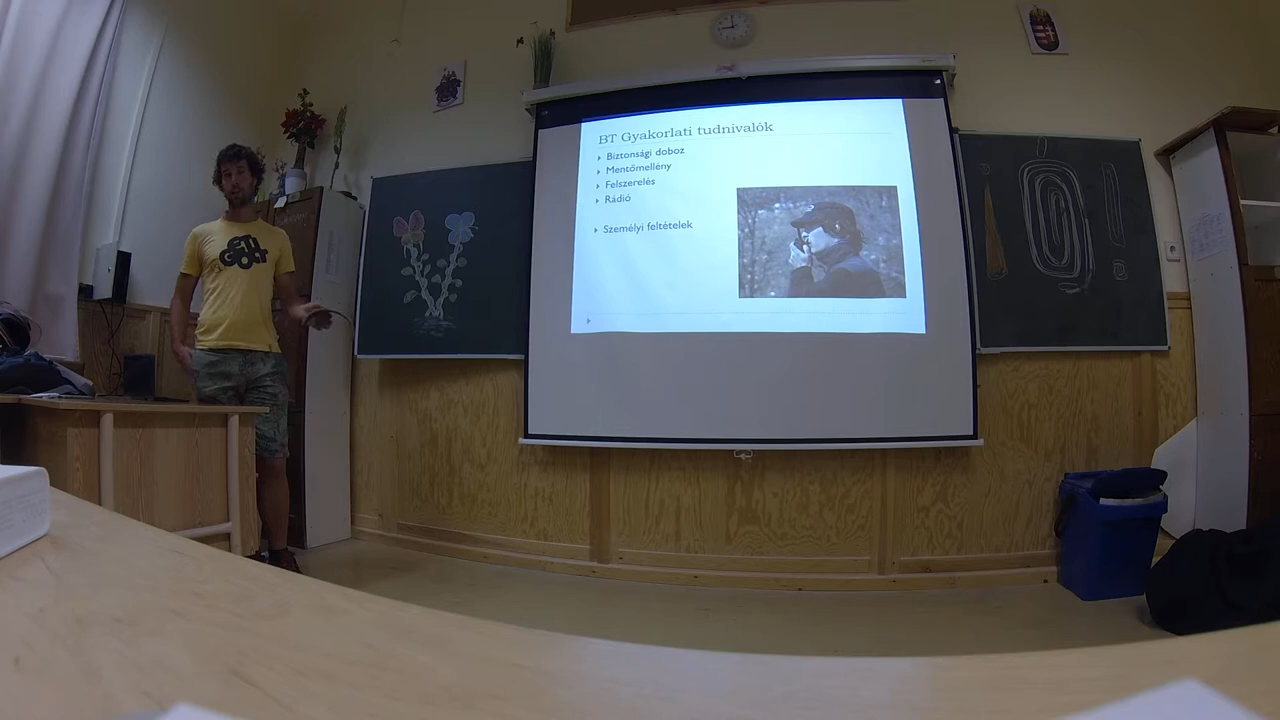 BT Gyakorlati tudnivalók
Biztonsági doboz
Mentőmellény
Felszerelés
Rádió
Személyi feltételek